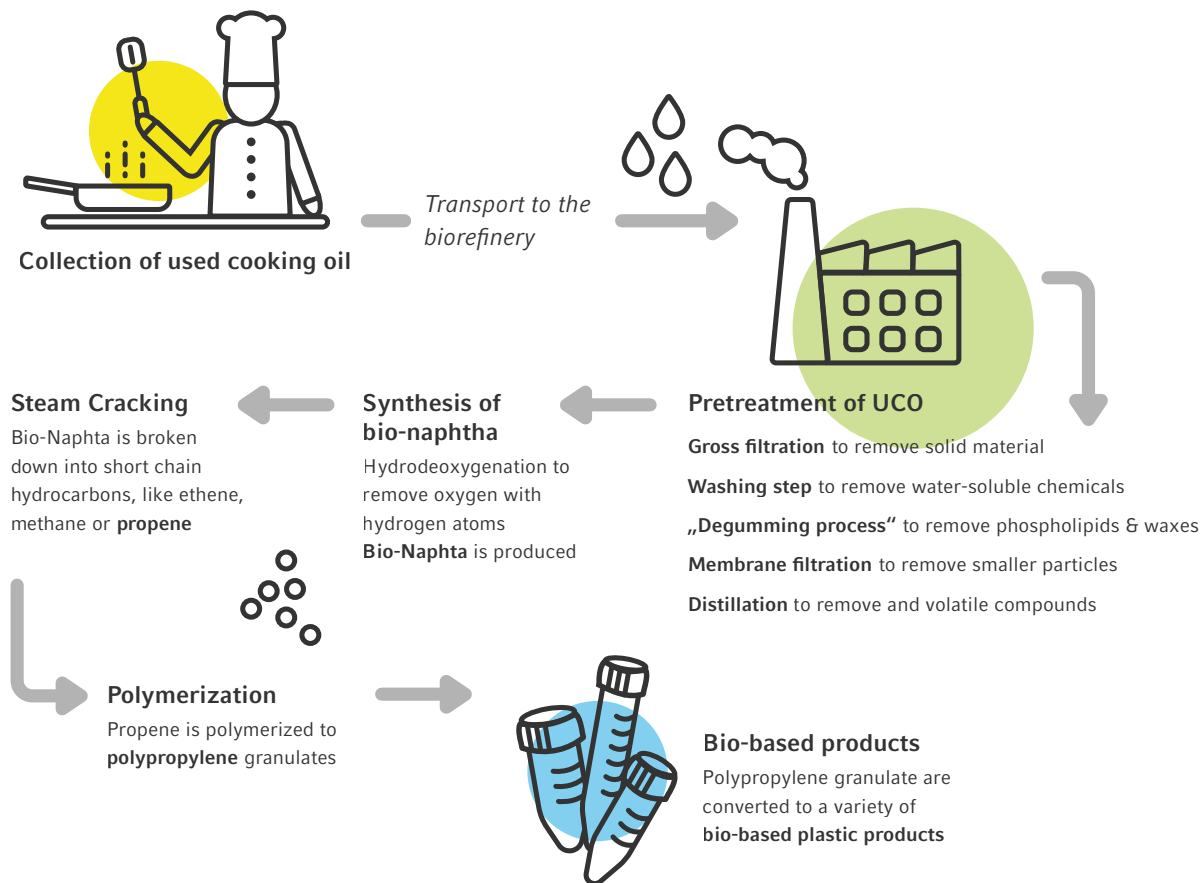 Collection of used cooking oil
Transport to the
biorefinery
Pretreatment of UCO
Gross filtration to remove solid material
Washing step to remove water-soluble chemicals
„Degumming process“ to remove phospholipids & waxes
Membrane filtration to remove smaller particles
Distillation to remove and volatile compounds
Synthesis of
bio-naphtha
Hydrodeoxygenation to
remove oxygen with
hydrogen atoms
Bio-Naphta is produced
Steam Cracking
Bio-Naphta is broken
down into short chain
hydrocarbons, like ethene,
methane or propene
Polymerization
Propene is polymerized to
polypropylene granulates
Bio-based products
Polypropylene granulate are
converted to a variety of
bio-based plastic products